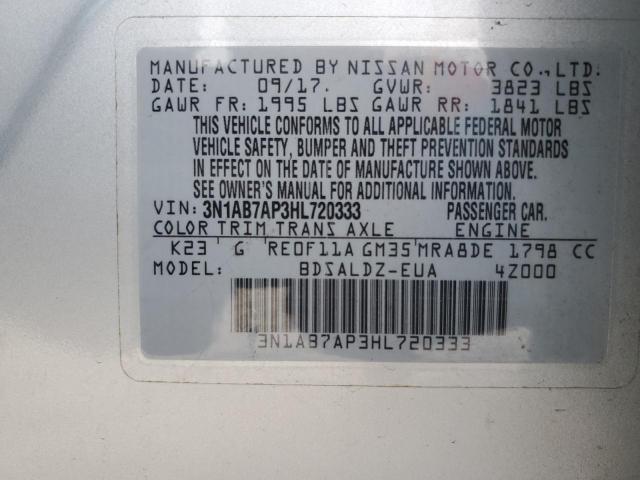 MANUFACTURED BY NISSAN MOTOR CO.,LTD.
DATE: 09/17. GVWR: 3823 LBS
GAWR FR: 1995 LBS GAWR RR: 1841 LBS
THIS VEHICLE CONFORMS TO ALL APPLICABLE FEDERAL MOTOR
VEHICLE SAFETY, BUMPER AND THEFT PREVENTION STANDARDS
IN EFFECT ON THE DATE OF MANUFACTURE SHOWN ABOVE.
SEE OWNER'S MANUAL FOR ADDITIONAL INFORMATION.
VIN: 3N1AB7AP3HL720333 PASSENGER CAR.
COLOR TRIM TRANS AXLE ENGINE
K23 G RE0F11A GM35 MRA8DE 1798 CC
MODEL: BDSALDZ-EUA 4Z000
3N1AB7AP3HL720333